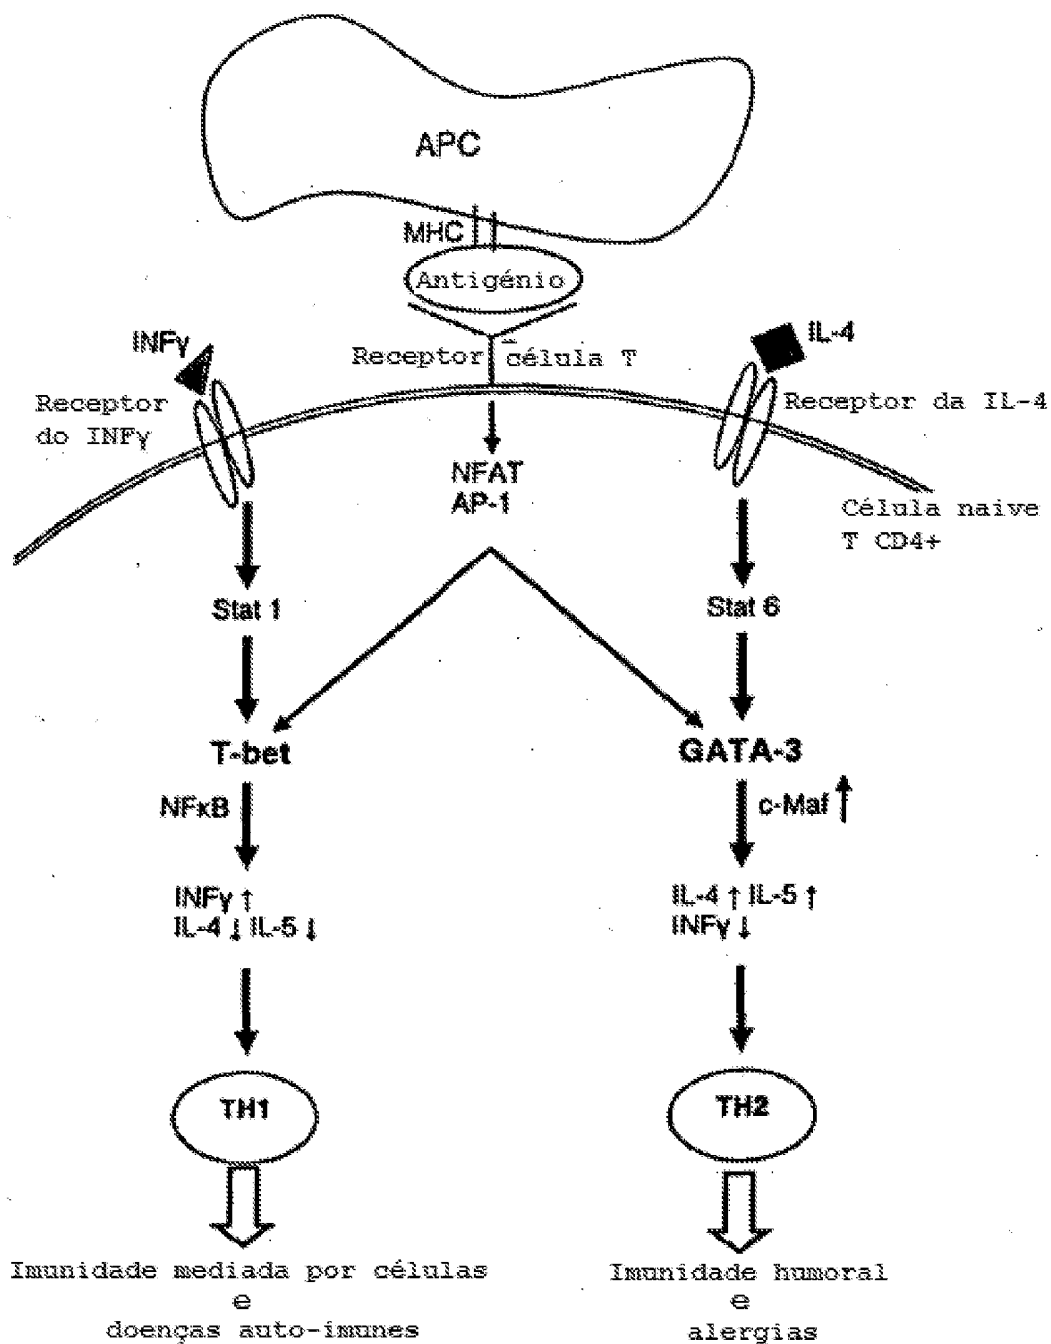 APC
MHC
Antigénio
INFγ
IL-4
Receptor célula T
Receptor
do INFγ
Receptor da IL-4
NFAT
AP-1
Célula naive
T CD4+
Stat 1
Stat 6
T-bet
GATA-3
NFκB
c-Maf ↑
INFγ ↑
IL-4 ↓ IL-5 ↓
IL-4 ↑ IL-5 ↑
INFγ ↓
TH1
TH2
Imunidade mediada por células
e
doenças auto-imunes
Imunidade humoral
e
alergias